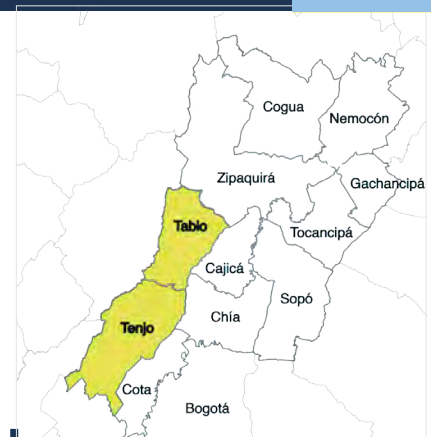 Cogua
Nemocón
Zipaquirá
Gachancipá
Tabio
Tocancipá
Cajicá
Sopó
Chía
Tenjo
Cota
Bogotá